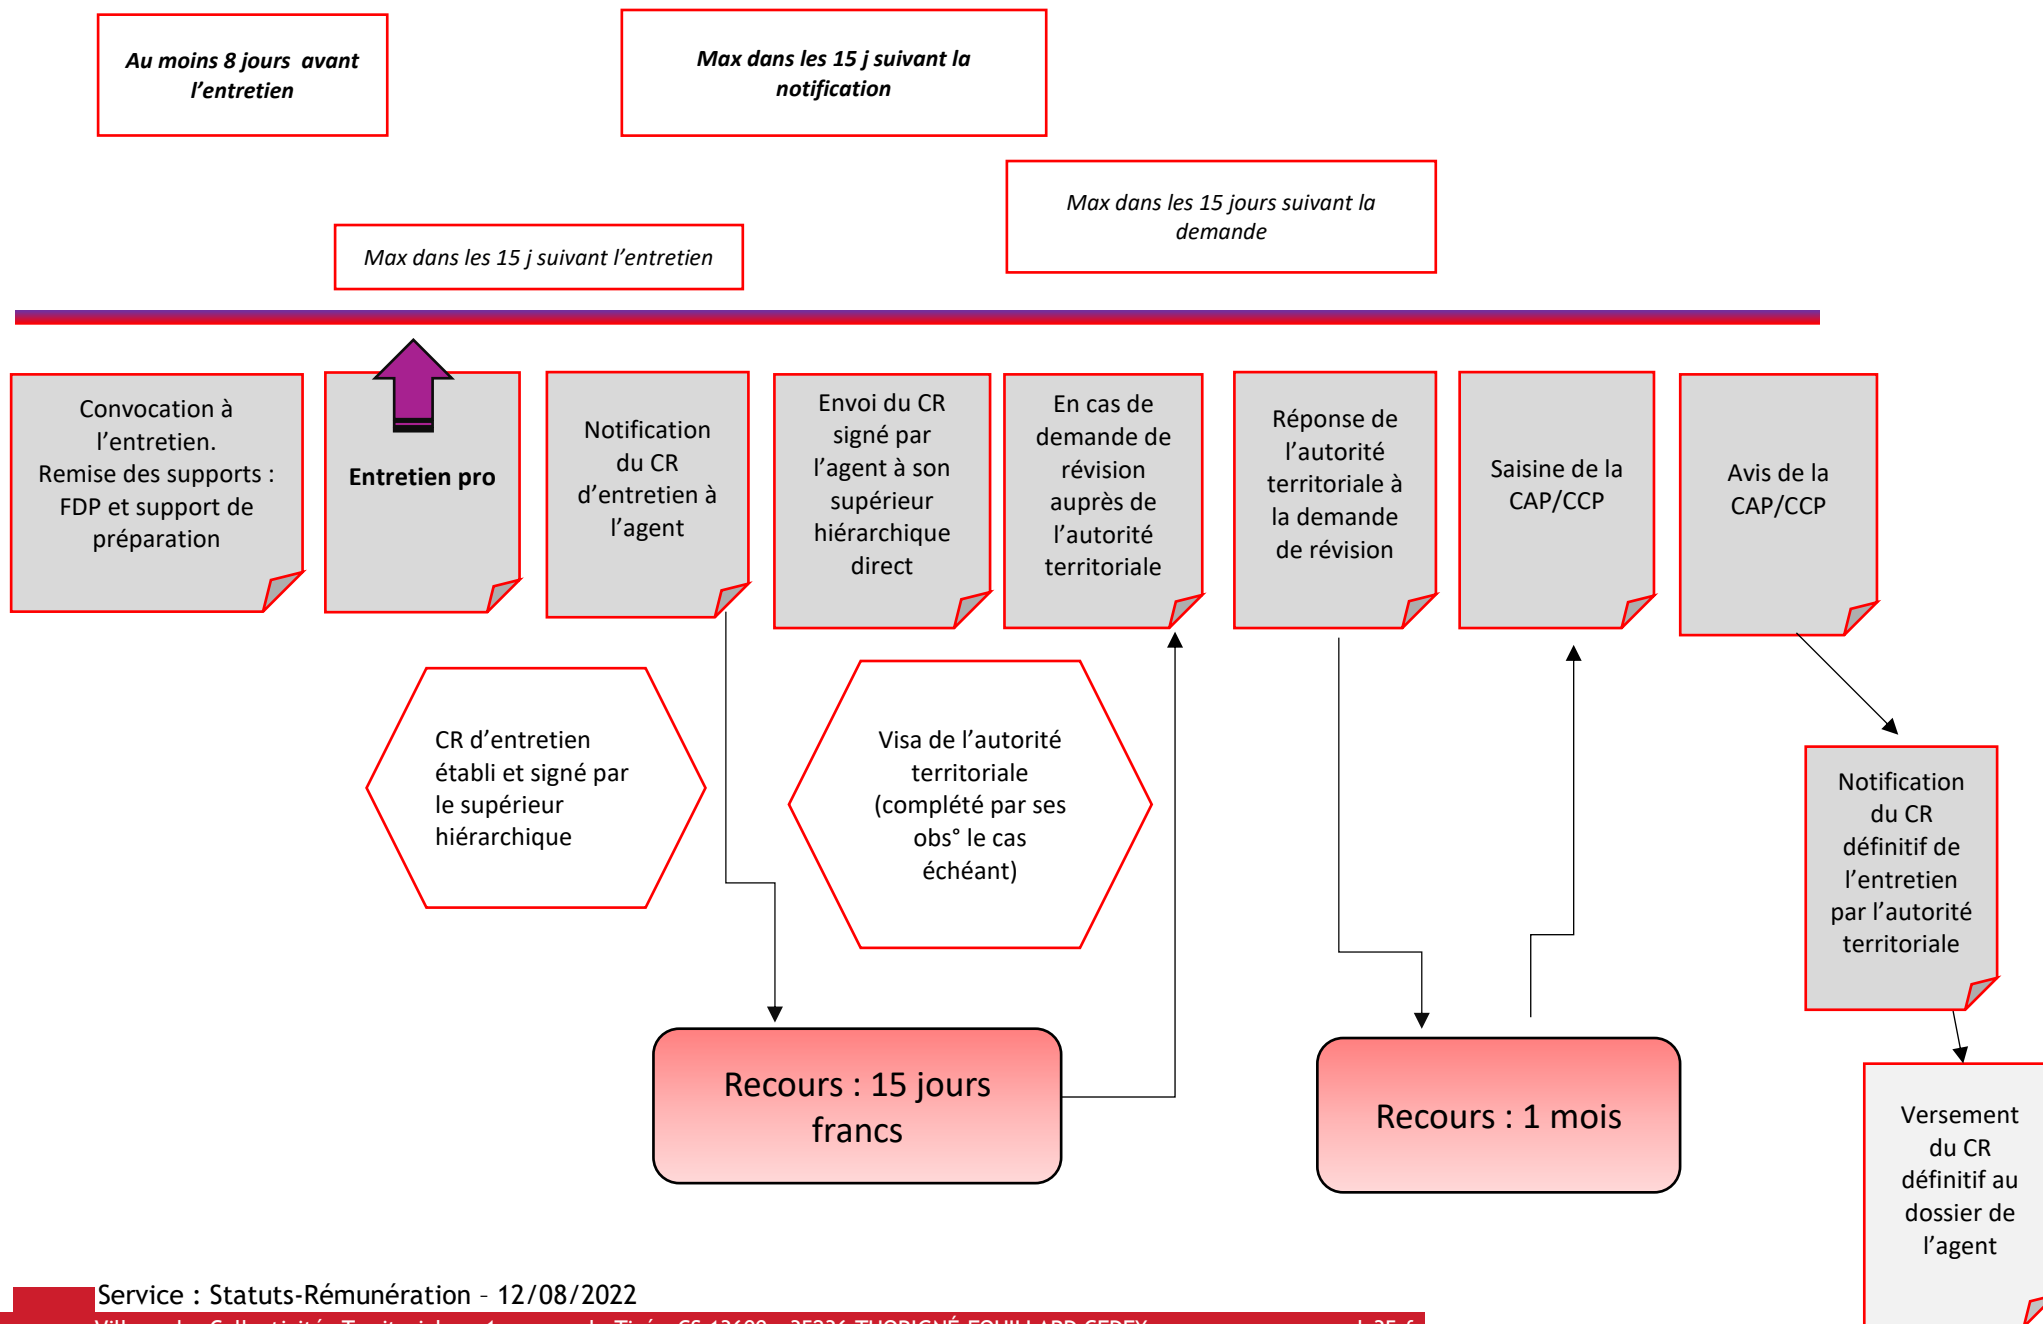 Au moins 8 jours avant
l'entretien
Max dans les 15 j suivant la
notification
Max dans les 15 jours suivant la
demande
Max dans les 15 j suivant l'entretien
Convocation à
l'entretien.
Remise des supports :
FDP et support de
préparation
Entretien pro
Notification
du CR
d'entretien à
l'agent
Envoi du CR
signé par
l'agent à son
supérieur
hiérarchique
direct
En cas de
demande de
révision
auprès de
l'autorité
territoriale
Réponse de
l'autorité
territoriale à
la demande
de révision
Saisine de la
CAP/CCP
Avis de la
CAP/CCP
CR d'entretien
établi et signé par
le supérieur
hiérarchique
Visa de l'autorité
territoriale
(complété par ses
obs° le cas
échéant)
Notification
du CR
définitif de
l'entretien
par l'autorité
territoriale
Recours : 15 jours
francs
Recours : 1 mois
Versement
du CR
définitif au
dossier de
l'agent
Service : Statuts-Rémunération – 12/08/2022